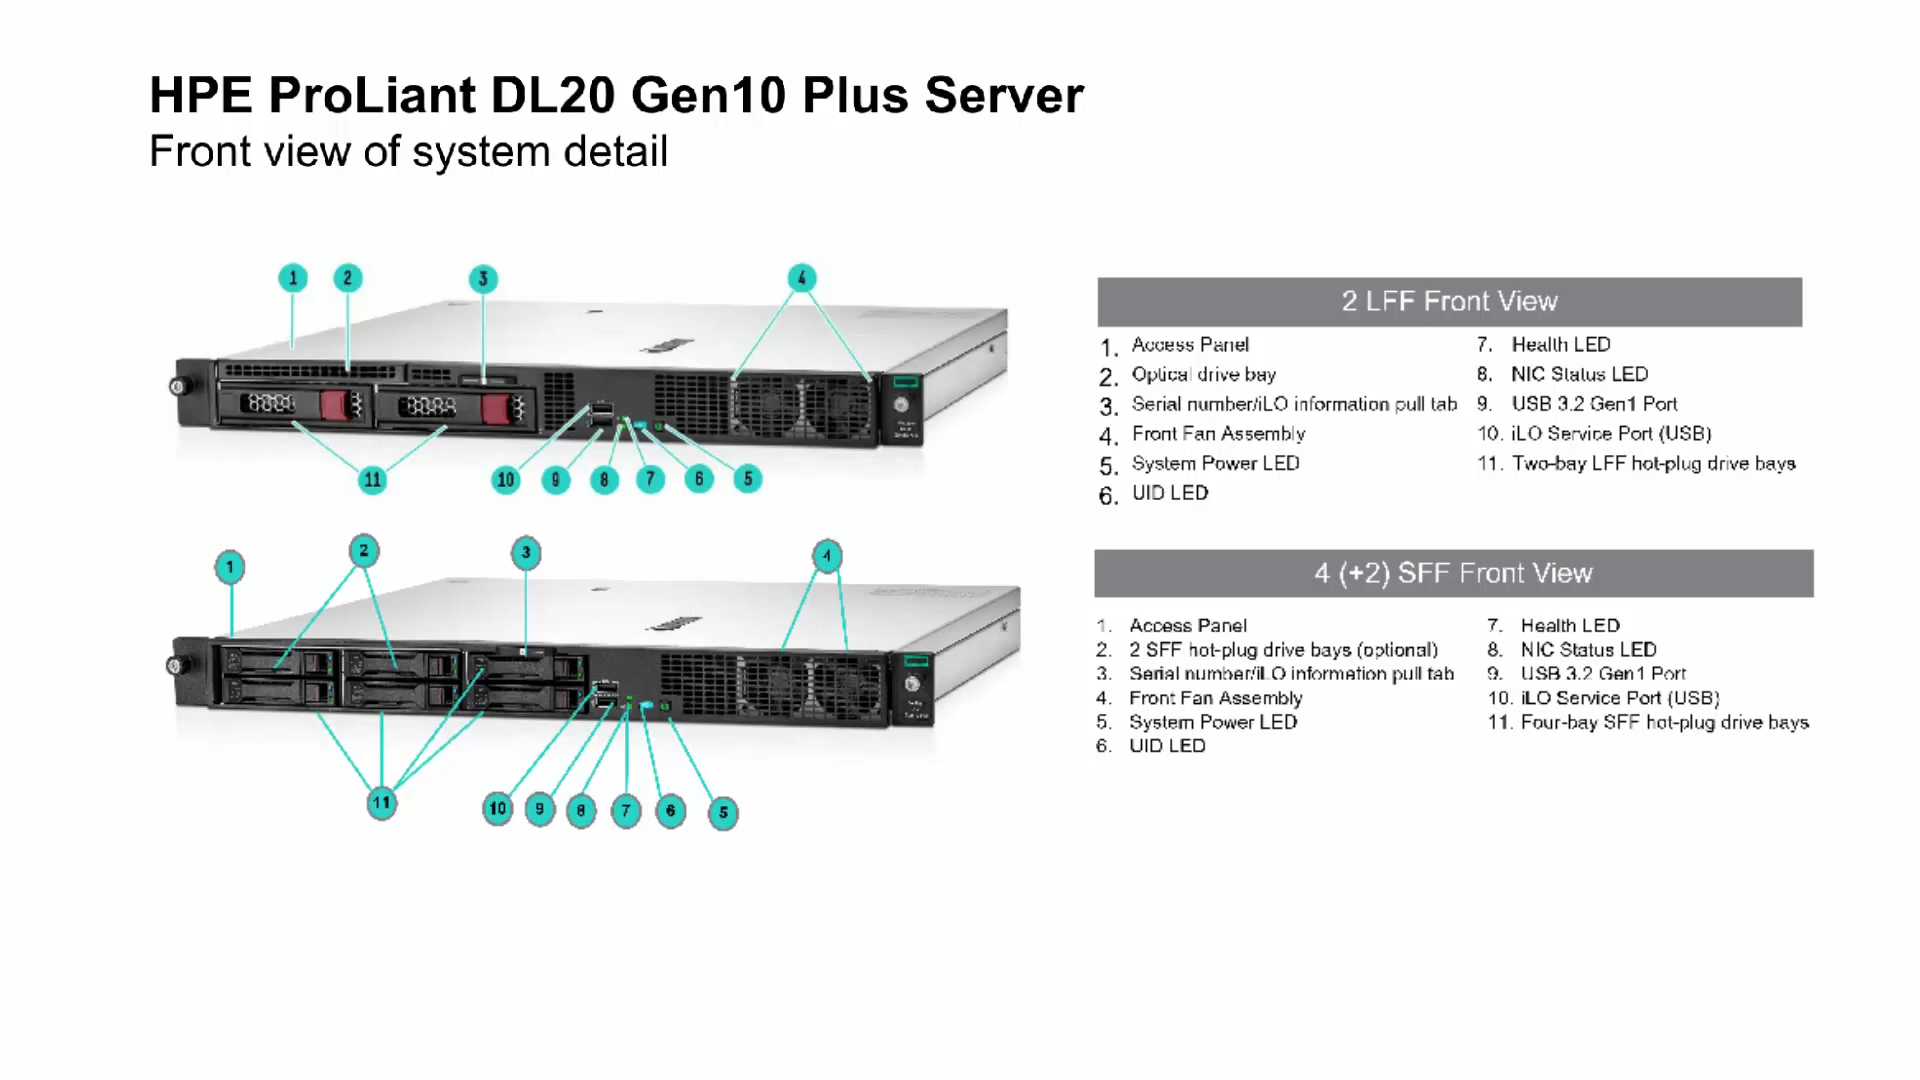 HPE ProLiant DL20 Gen10 Plus Server
Front view of system detail
1 2 3 4
11 10 9 8 7 6 5
2 LFF Front View
1. Access Panel
2. Optical drive bay
3. Serial number/iLO information pull tab
4. Front Fan Assembly
5. System Power LED
6. UID LED
7. Health LED
8. NIC Status LED
9. USB 3.2 Gen1 Port
10. iLO Service Port (USB)
11. Two-bay LFF hot-plug drive bays
1 2 3 4
11 10 9 8 7 6 5
4 (+2) SFF Front View
1. Access Panel
2. 2 SFF hot-plug drive bays (optional)
3. Serial number/iLO information pull tab
4. Front Fan Assembly
5. System Power LED
6. UID LED
7. Health LED
8. NIC Status LED
9. USB 3.2 Gen1 Port
10. iLO Service Port (USB)
11. Four-bay SFF hot-plug drive bays